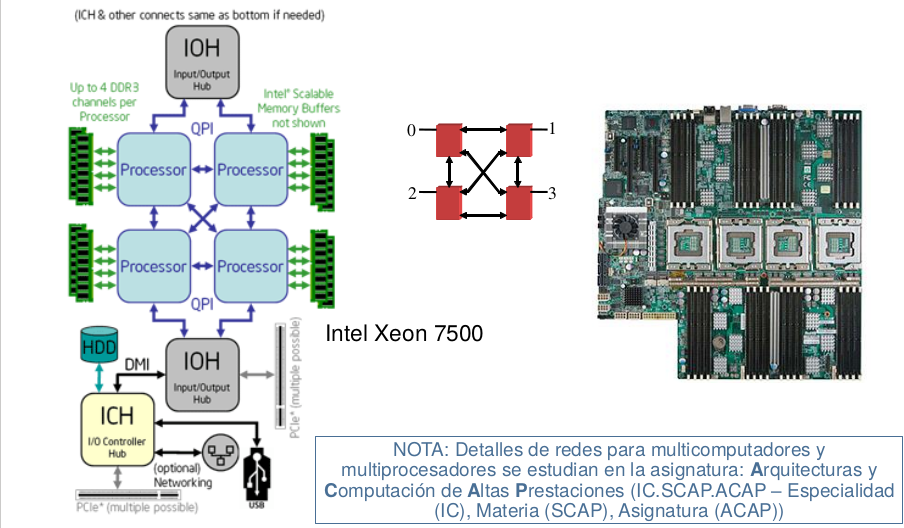 (ICH & other connects same as bottom if needed)
IOH
Input/Output
Hub
Up to 4 DDR3
channels per
Processor
Intel® Scalable
Memory Buffers
not shown
QPI
Processor
Processor
Processor
Processor
QPI
0
1
2
3
Intel Xeon 7500
HDD
DMI
IOH
Input/Output
Hub
PCIe* (multiple possible)
ICH
I/O Controller
Hub
(optional)
Networking
USB
PCIe* (multiple possible)
NOTA: Detalles de redes para multicomputadores y
multiprocesadores se estudian en la asignatura: Arquitecturas y
Computación de Altas Prestaciones (IC.SCAP.ACAP – Especialidad
(IC), Materia (SCAP), Asignatura (ACAP))